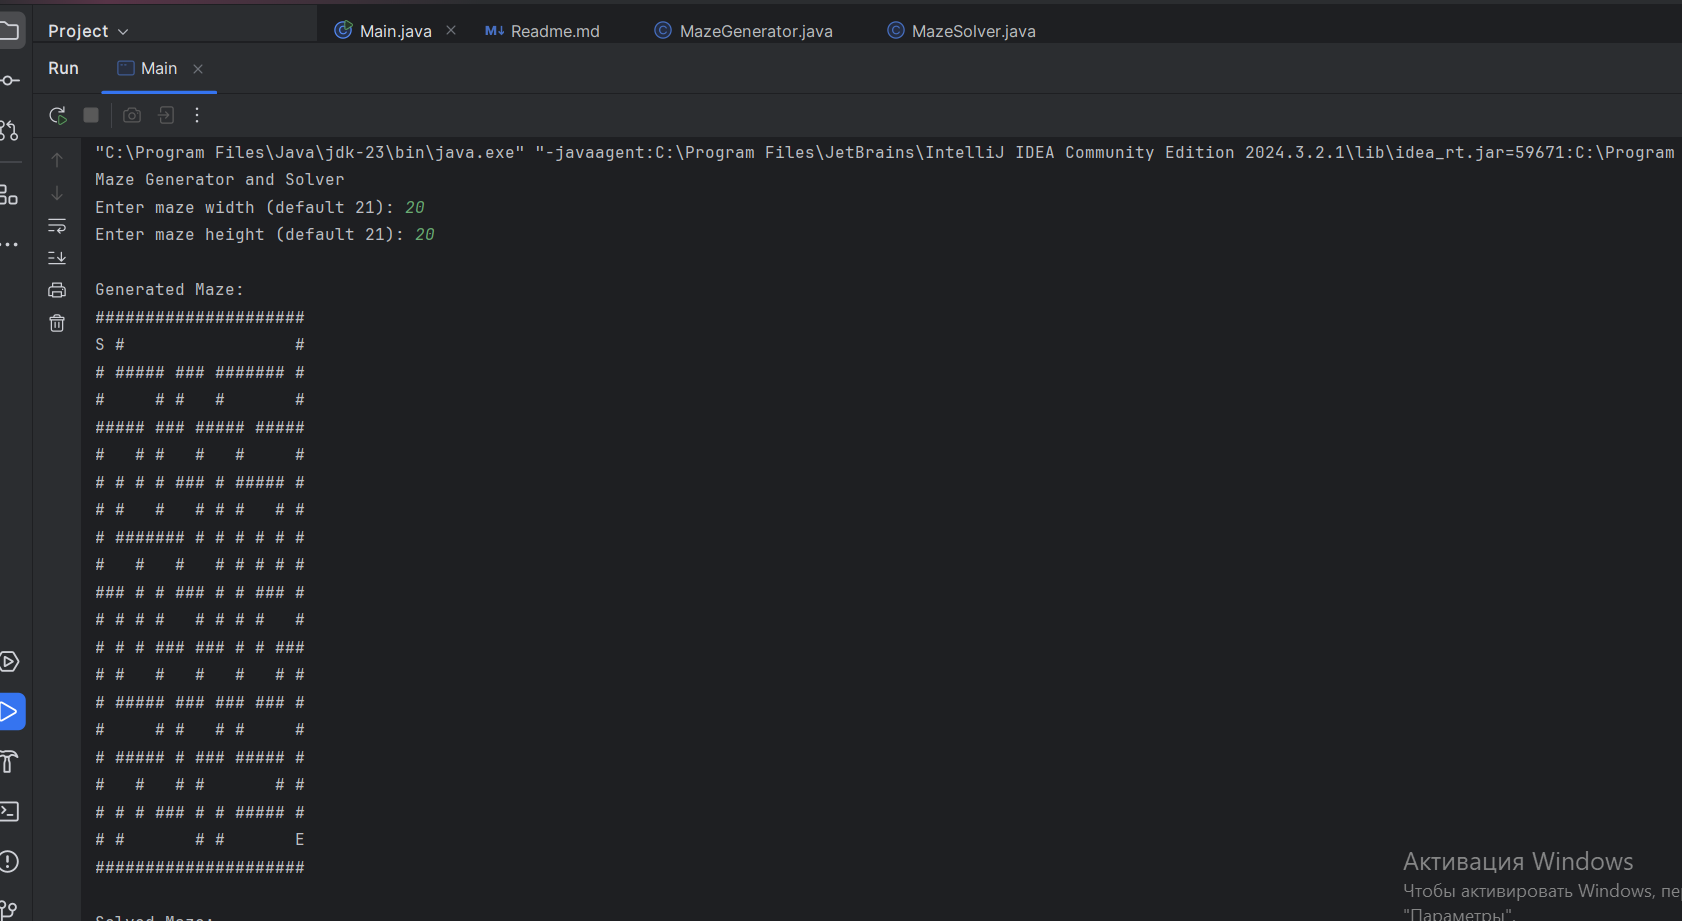 Project
Main.java
M↓ Readme.md
MazeGenerator.java
MazeSolver.java
Run
Main
"C:\Program Files\Java\jdk-23\bin\java.exe" "-javaagent:C:\Program Files\JetBrains\IntelliJ IDEA Community Edition 2024.3.2.1\lib\idea_rt.jar=59671:C:\Program
Maze Generator and Solver
Enter maze width (default 21): 20
Enter maze height (default 21): 20
Generated Maze:
#####################
S #                 #
# ##### ### ####### #
#     # #   #       #
##### ### ##### #####
#   # #   #   #     #
# # # # ### # ##### #
# #   #   # # #   # #
# ####### # # # # # #
#   #   #   # # # # #
### # # ### # # ### #
# # # #   # # # #   #
# # # ### ### # # ###
# #   #   #   #   # #
# ##### ### ### ### #
#     # #   # #     #
# ##### # ### ##### #
#   #   # #       # #
# # # ### # # ##### #
# #       # #       E
#####################
Solved Maze:
Активация Windows
Чтобы активировать Windows, пе
"Параметры".